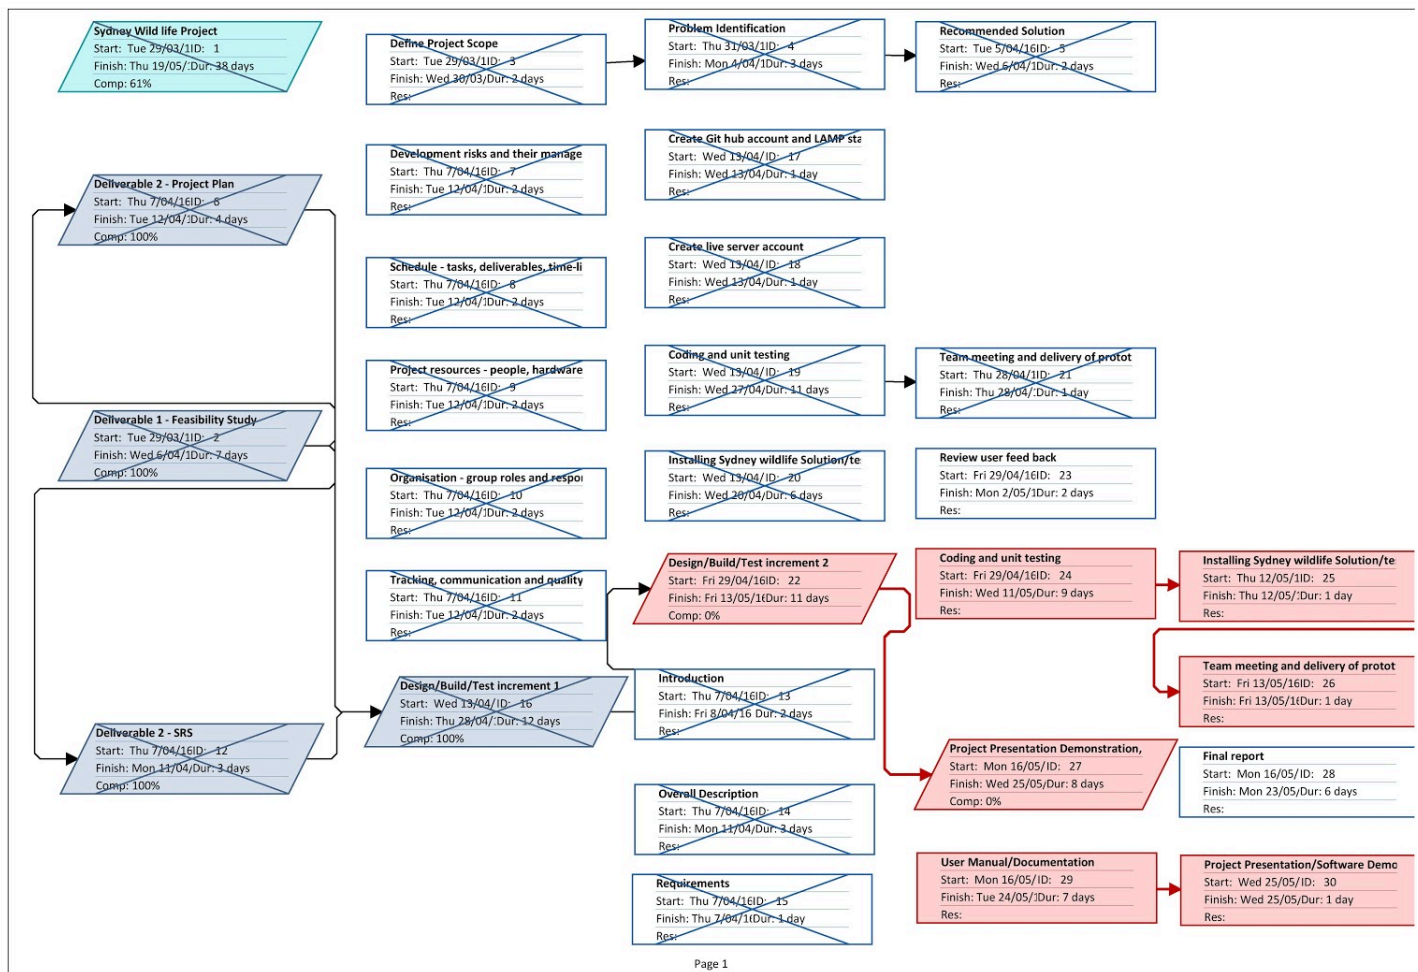 Sydney Wild life Project
Start: Tue 29/03/1ID: 1
Finish: Thu 19/05/:Dur: 38 days
Comp: 61%
Define Project Scope
Start: Tue 29/03/1ID: 3
Finish: Wed 30/03/Dur: 2 days
Res:
Problem Identification
Start: Thu 31/03/1ID: 4
Finish: Mon 4/04/1Dur: 3 days
Res:
Recommended Solution
Start: Tue 5/04/16ID: 5
Finish: Wed 6/04/1Dur: 2 days
Res:
Deliverable 2 - Project Plan
Start: Thu 7/04/16ID: 6
Finish: Tue 12/04/:Dur: 4 days
Comp: 100%
Development risks and their manage
Start: Thu 7/04/16ID: 7
Finish: Tue 12/04/1Dur: 2 days
Res:
Create Git hub account and LAMP sta
Start: Wed 13/04/ID: 17
Finish: Wed 13/04/Dur: 1 day
Res:
Schedule - tasks, deliverables, time-li
Start: Thu 7/04/16ID: 8
Finish: Tue 12/04/1Dur: 2 days
Res:
Create live server account
Start: Wed 13/04/ID: 18
Finish: Wed 13/04/Dur: 1 day
Res:
Project resources - people, hardware
Start: Thu 7/04/16ID: 9
Finish: Tue 12/04/1Dur: 2 days
Res:
Coding and unit testing
Start: Wed 13/04/ID: 19
Finish: Wed 27/04/Dur: 11 days
Res:
Team meeting and delivery of protot
Start: Thu 28/04/1ID: 21
Finish: Thu 28/04/:Dur: 1 day
Res:
Deliverable 1 - Feasibility Study
Start: Tue 29/03/1ID: 2
Finish: Wed 6/04/1Dur: 7 days
Comp: 100%
Organisation - group roles and respor
Start: Thu 7/04/16ID: 10
Finish: Tue 12/04/1Dur: 2 days
Res:
Installing Sydney wildlife Solution/te
Start: Wed 13/04/ID: 20
Finish: Wed 20/04/Dur: 6 days
Res:
Review user feed back
Start: Fri 29/04/16ID: 23
Finish: Mon 2/05/1Dur: 2 days
Res:
Tracking, communication and quality
Start: Thu 7/04/16ID: 11
Finish: Tue 12/04/1Dur: 2 days
Res:
Design/Build/Test increment 2
Start: Fri 29/04/16ID: 22
Finish: Fri 13/05/1(Dur: 11 days
Comp: 0%
Coding and unit testing
Start: Fri 29/04/16ID: 24
Finish: Wed 11/05/Dur: 9 days
Res:
Installing Sydney wildlife Solution/te
Start: Thu 12/05/1ID: 25
Finish: Thu 12/05/:Dur: 1 day
Res:
Team meeting and delivery of protot
Start: Fri 13/05/16ID: 26
Finish: Fri 13/05/1(Dur: 1 day
Res:
Design/Build/Test increment 1
Start: Wed 13/04/ID: 16
Finish: Thu 28/04/:Dur: 12 days
Comp: 100%
Introduction
Start: Thu 7/04/16ID: 13
Finish: Fri 8/04/16 Dur: 2 days
Res:
Deliverable 2 - SRS
Start: Thu 7/04/16ID: 12
Finish: Mon 11/04/Dur: 3 days
Comp: 100%
Project Presentation Demonstration,
Start: Mon 16/05/ID: 27
Finish: Wed 25/05/Dur: 8 days
Comp: 0%
Final report
Start: Mon 16/05/ID: 28
Finish: Mon 23/05/Dur: 6 days
Res:
Overall Description
Start: Thu 7/04/16ID: 14
Finish: Mon 11/04/Dur: 3 days
Res:
User Manual/Documentation
Start: Mon 16/05/ID: 29
Finish: Tue 24/05/1Dur: 7 days
Res:
Project Presentation/Software Demo
Start: Wed 25/05/ID: 30
Finish: Wed 25/05/Dur: 1 day
Res:
Requirements
Start: Thu 7/04/16ID: 15
Finish: Thu 7/04/1(Dur: 1 day
Res:
Page 1